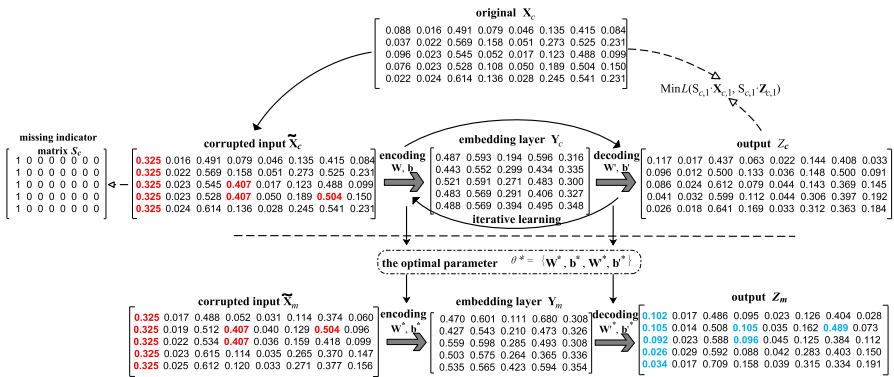 original X_c
0.088 0.016 0.491 0.079 0.046 0.135 0.415 0.084
0.037 0.022 0.569 0.158 0.051 0.273 0.525 0.231
0.096 0.023 0.545 0.052 0.017 0.123 0.488 0.099
0.076 0.023 0.528 0.108 0.050 0.189 0.504 0.150
0.022 0.024 0.614 0.136 0.028 0.245 0.541 0.231
Min L(S_c,1·X_c,1, S_c,1·Z_c,1)
missing indicator
matrix S_c
1 0 0 0 0 0 0 0
1 0 0 0 0 0 0 0
1 0 0 0 0 0 0 0
1 0 0 0 0 0 0 0
1 0 0 0 0 0 0 0
corrupted input X̃_c
0.325 0.016 0.491 0.079 0.046 0.135 0.415 0.084
0.325 0.022 0.569 0.158 0.051 0.273 0.525 0.231
0.325 0.023 0.545 0.407 0.017 0.123 0.488 0.099
0.325 0.023 0.528 0.407 0.050 0.189 0.504 0.150
0.325 0.024 0.614 0.136 0.028 0.245 0.541 0.231
encoding
W, b
embedding layer Y_c
0.487 0.593 0.194 0.596 0.316
0.443 0.552 0.299 0.434 0.335
0.521 0.591 0.271 0.483 0.300
0.483 0.569 0.291 0.406 0.327
0.488 0.569 0.394 0.495 0.348
iterative learning
decoding
W', b'
output Z_c
0.117 0.017 0.437 0.063 0.022 0.144 0.408 0.033
0.096 0.012 0.500 0.133 0.036 0.148 0.500 0.091
0.086 0.024 0.612 0.079 0.044 0.143 0.369 0.145
0.041 0.032 0.599 0.112 0.044 0.306 0.397 0.192
0.026 0.018 0.641 0.169 0.033 0.312 0.363 0.184
the optimal parameter θ* = {W*, b*, W'*, b'*}
corrupted input X̃_m
0.325 0.017 0.488 0.052 0.031 0.114 0.374 0.060
0.325 0.019 0.512 0.407 0.040 0.129 0.504 0.096
0.325 0.022 0.534 0.407 0.036 0.159 0.418 0.099
0.325 0.023 0.615 0.114 0.035 0.265 0.370 0.147
0.325 0.025 0.612 0.120 0.033 0.271 0.377 0.156
encoding
W*, b*
embedding layer Y_m
0.470 0.601 0.111 0.680 0.308
0.427 0.543 0.210 0.473 0.326
0.559 0.598 0.285 0.493 0.308
0.503 0.575 0.264 0.365 0.336
0.535 0.565 0.423 0.594 0.354
decoding
W'*, b'*
output Z_m
0.102 0.017 0.486 0.095 0.023 0.126 0.404 0.028
0.105 0.014 0.508 0.105 0.035 0.162 0.489 0.073
0.092 0.023 0.588 0.096 0.045 0.125 0.384 0.112
0.026 0.029 0.592 0.088 0.042 0.283 0.403 0.150
0.034 0.017 0.709 0.158 0.039 0.315 0.334 0.191